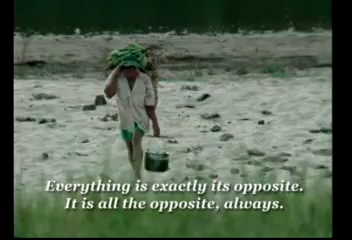 Everything is exactly its opposite.
It is all the opposite, always.